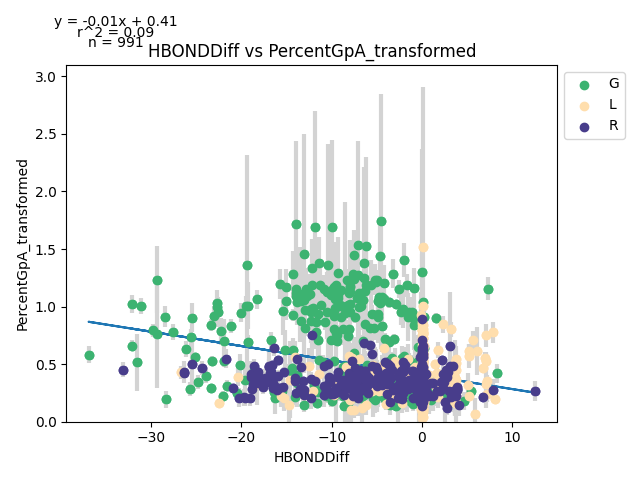 y = -0.01x + 0.41
r^2 = 0.09
n = 991
HBONDDiff vs PercentGpA_transformed
G
L
R
PercentGpA_transformed
3.0
2.5
2.0
1.5
1.0
0.5
0.0
−30
−20
−10
0
10
HBONDDiff